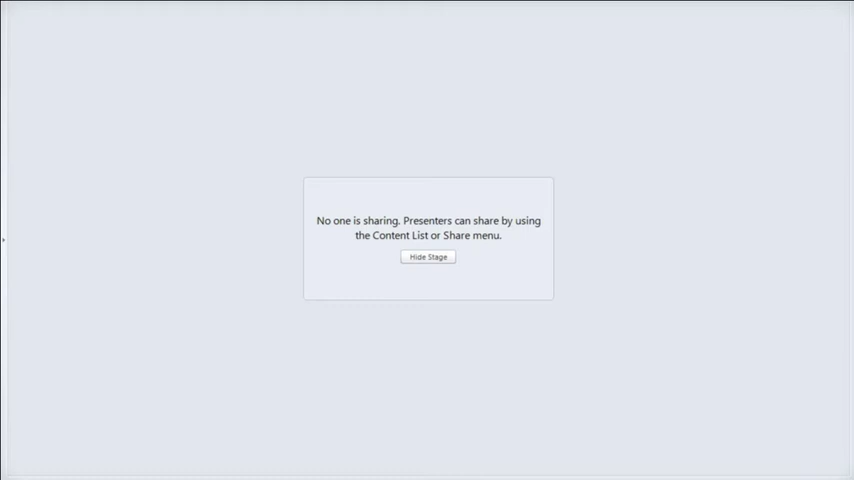 No one is sharing. Presenters can share by using
the Content List or Share menu.
Hide Stage